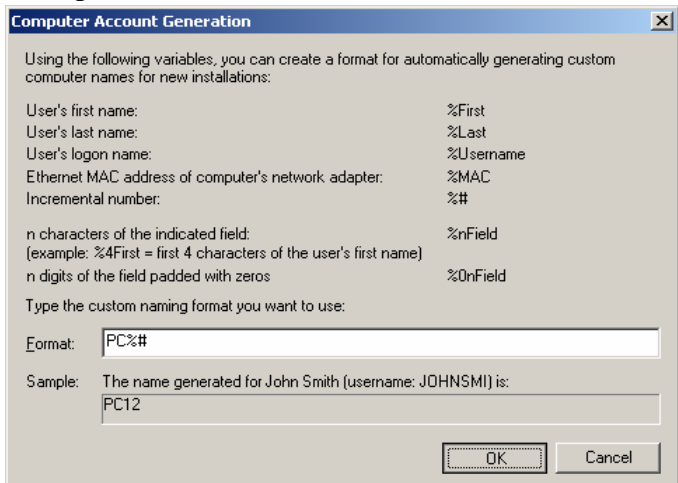 Computer Account Generation
Using the following variables, you can create a format for automatically generating custom
computer names for new installations:
User's first name: %First
User's last name: %Last
User's logon name: %Username
Ethernet MAC address of computer's network adapter: %MAC
Incremental number: %#
n characters of the indicated field: %nField
(example: %4First = first 4 characters of the user's first name)
n digits of the field padded with zeros %0nField
Type the custom naming format you want to use:
Format: PC%#
Sample: The name generated for John Smith (username: JOHNSMI) is:
PC12
OK Cancel